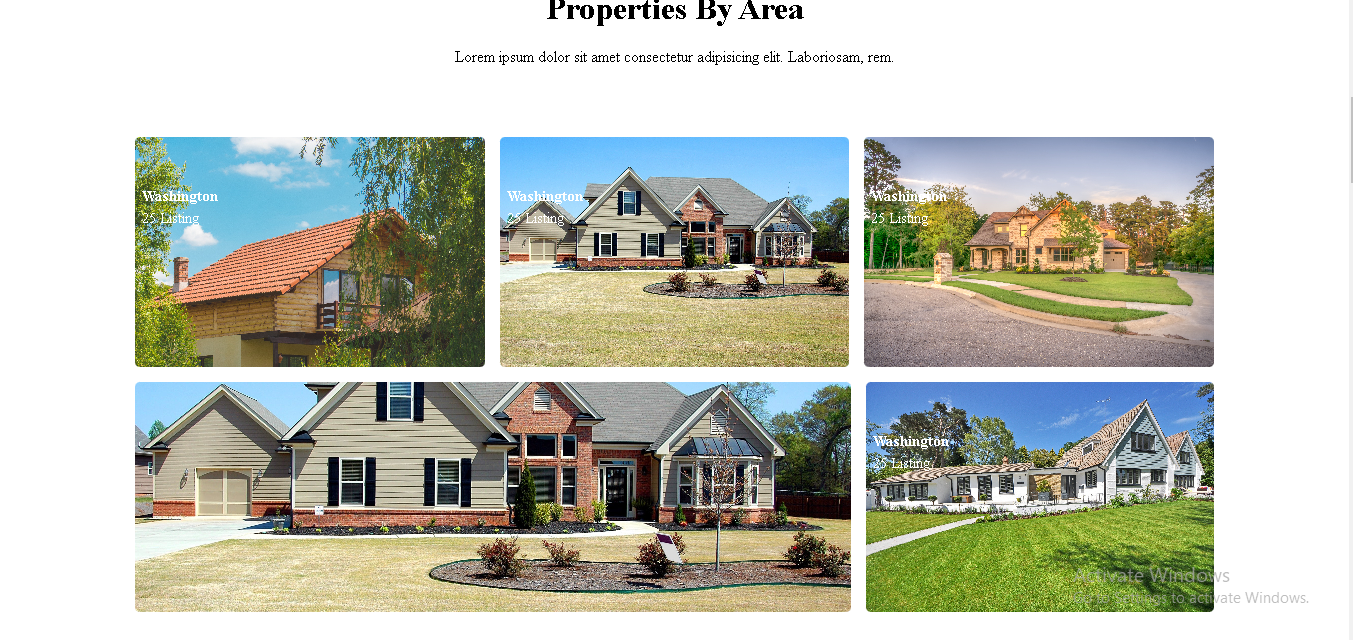 Properties By Area
Lorem ipsum dolor sit amet consectetur adipisicing elit. Laboriosam, rem.
Washington
25 Listing
Washington
25 Listing
Washington
25 Listing
Washington
25 Listing
Activate Windows
Go to Settings to activate Windows.